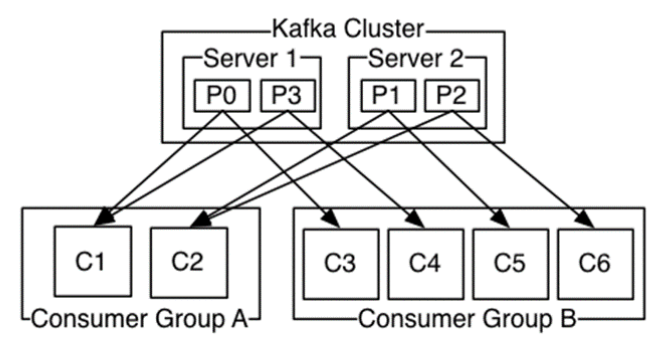 Kafka Cluster
Server 1 Server 2
P0 P3 P1 P2
C1 C2 C3 C4 C5 C6
Consumer Group A Consumer Group B